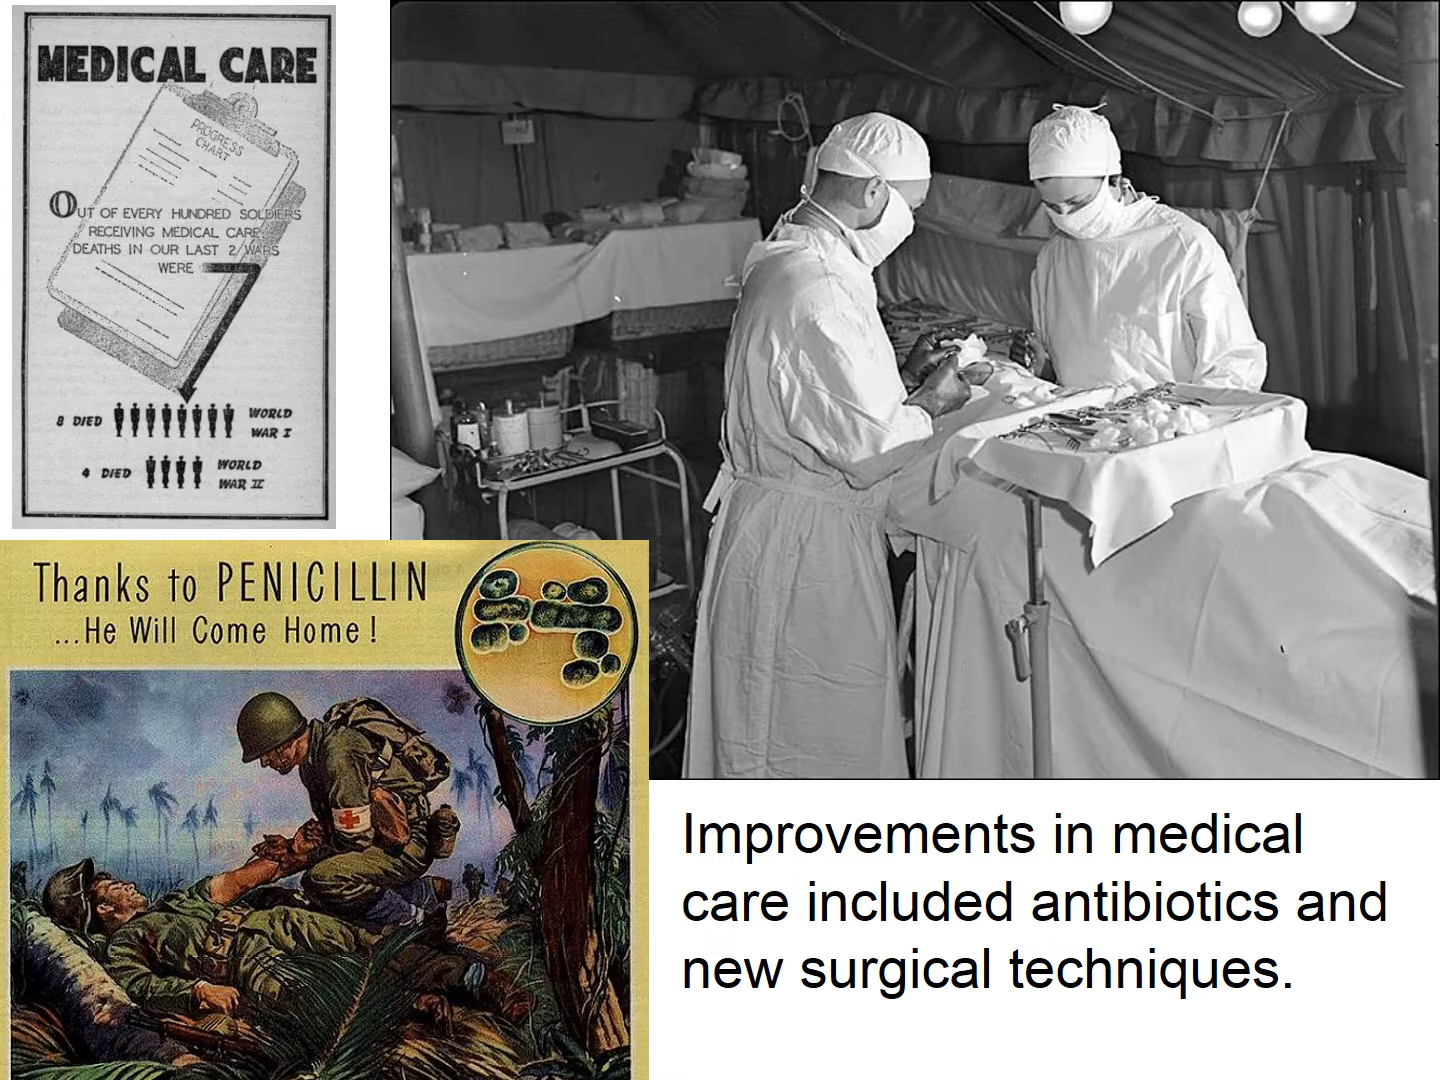 MEDICAL CARE
PROGRESS
CHART
OUT OF EVERY HUNDRED SOLDIERS
RECEIVING MEDICAL CARE
DEATHS IN OUR LAST 2 WARS
WERE
8 DIED WORLD
WAR I
4 DIED WORLD
WAR II
Thanks to PENICILLIN
...He Will Come Home!
Improvements in medical
care included antibiotics and
new surgical techniques.